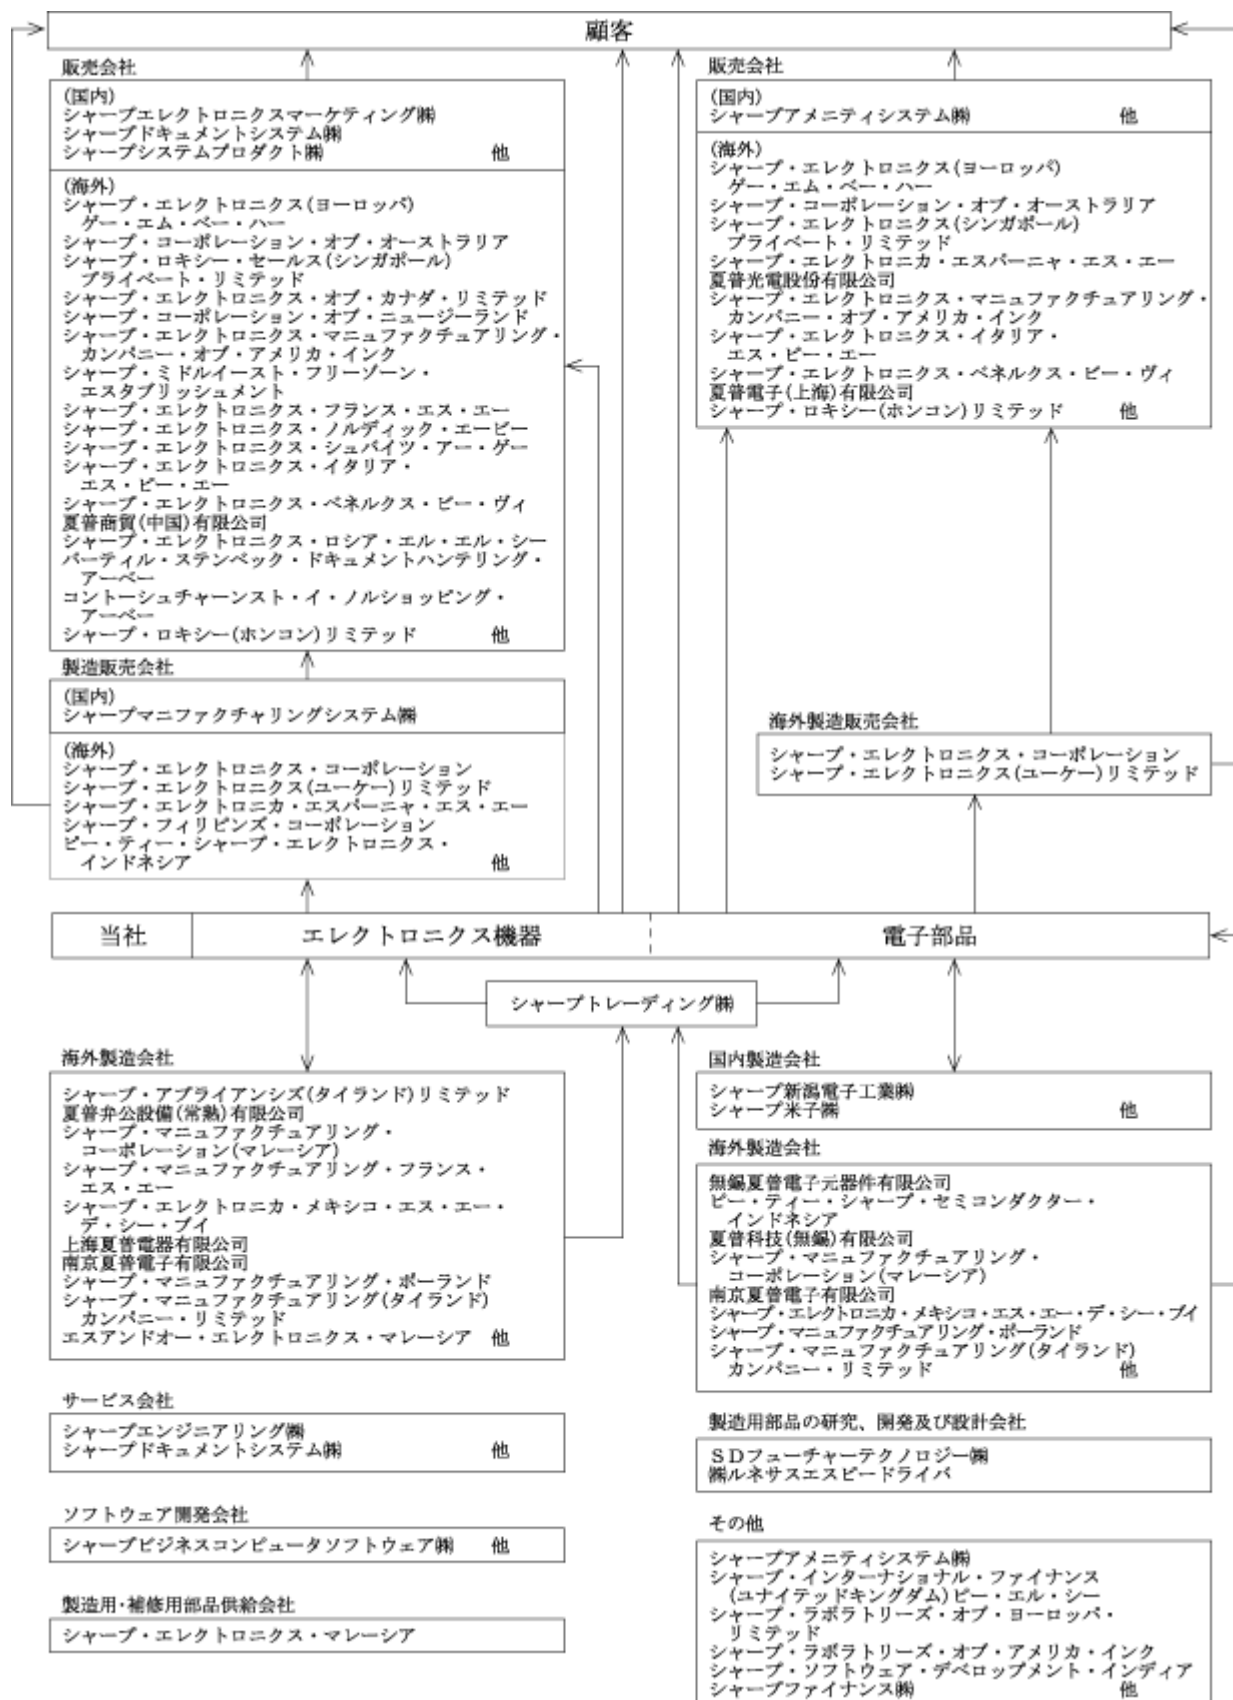 顧客
販売会社
(国内)
シャープエレクトロニクスマーケティング㈱
シャープドキュメントシステム㈱
シャープシステムプロダクト㈱ 他
(海外)
シャープ・エレクトロニクス(ヨーロッパ)
ゲー・エム・ベー・ハー
シャープ・コーポレーション・オブ・オーストラリア
シャープ・ロキシー・セールス(シンガポール)
プライベート・リミテッド
シャープ・エレクトロニクス・オブ・カナダ・リミテッド
シャープ・コーポレーション・オブ・ニュージーランド
シャープ・エレクトロニクス・マニュファクチュアリング・
カンパニー・オブ・アメリカ・インク
シャープ・ミドルイースト・フリーゾーン・
エスタブリッシュメント
シャープ・エレクトロニクス・フランス・エス・エー
シャープ・エレクトロニクス・ノルディック・エービー
シャープ・エレクトロニクス・シュバイツ・アー・ゲー
シャープ・エレクトロニクス・イタリア・
エス・ピー・エー
シャープ・エレクトロニクス・ベネルクス・ビー・ヴィ
夏普商貿(中国)有限公司
シャープ・エレクトロニクス・ロシア・エル・エル・シー
バーティル・ステンベック・ドキュメントハンテリング・
アーベー
コントーシュチャーンスト・イ・ノルショッピング・
アーベー
シャープ・ロキシー(ホンコン)リミテッド 他
製造販売会社
(国内)
シャープマニファクチャリングシステム㈱
(海外)
シャープ・エレクトロニクス・コーポレーション
シャープ・エレクトロニクス(ユーケー)リミテッド
シャープ・エレクトロニカ・エスパーニャ・エス・エー
シャープ・フィリピンズ・コーポレーション
ピー・ティー・シャープ・エレクトロニクス・
インドネシア 他
販売会社
(国内)
シャープアメニティシステム㈱ 他
(海外)
シャープ・エレクトロニクス(ヨーロッパ)
ゲー・エム・ベー・ハー
シャープ・コーポレーション・オブ・オーストラリア
シャープ・エレクトロニクス(シンガポール)
プライベート・リミテッド
シャープ・エレクトロニカ・エスパーニャ・エス・エー
夏普光電股份有限公司
シャープ・エレクトロニクス・マニュファクチュアリング・
カンパニー・オブ・アメリカ・インク
シャープ・エレクトロニクス・イタリア・
エス・ピー・エー
シャープ・エレクトロニクス・ベネルクス・ビー・ヴィ
夏普電子(上海)有限公司
シャープ・ロキシー(ホンコン)リミテッド 他
海外製造販売会社
シャープ・エレクトロニクス・コーポレーション
シャープ・エレクトロニクス(ユーケー)リミテッド
当社 エレクトロニクス機器 電子部品
シャープトレーディング㈱
海外製造会社
シャープ・アプライアンシズ(タイランド)リミテッド
夏普弁公設備(常熟)有限公司
シャープ・マニュファクチュアリング・
コーポレーション(マレーシア)
シャープ・マニュファクチュアリング・フランス・
エス・エー
シャープ・エレクトロニカ・メキシコ・エス・エー・
デ・シー・ブイ
上海夏普電器有限公司
南京夏普電子有限公司
シャープ・マニュファクチュアリング・ポーランド
シャープ・マニュファクチュアリング(タイランド)
カンパニー・リミテッド
エスアンドオー・エレクトロニクス・マレーシア 他
サービス会社
シャープエンジニアリング㈱
シャープドキュメントシステム㈱ 他
ソフトウェア開発会社
シャープビジネスコンピュータソフトウェア㈱ 他
製造用・補修用部品供給会社
シャープ・エレクトロニクス・マレーシア
国内製造会社
シャープ新潟電子工業㈱
シャープ米子㈱ 他
海外製造会社
無錫夏普電子元器件有限公司
ピー・ティー・シャープ・セミコンダクター・
インドネシア
夏普科技(無錫)有限公司
シャープ・マニュファクチュアリング・
コーポレーション(マレーシア)
南京夏普電子有限公司
シャープ・エレクトロニカ・メキシコ・エス・エー・デ・シー・ブイ
シャープ・マニュファクチュアリング・ポーランド
シャープ・マニュファクチュアリング(タイランド)
カンパニー・リミテッド 他
製造用部品の研究、開発及び設計会社
ＳＤフューチャーテクノロジー㈱
㈱ルネサスエスピードライバ
その他
シャープアメニティシステム㈱
シャープ・インターナショナル・ファイナンス
(ユナイテッドキングダム)ピー・エル・シー
シャープ・ラボラトリーズ・オブ・ヨーロッパ・
リミテッド
シャープ・ラボラトリーズ・オブ・アメリカ・インク
シャープ・ソフトウェア・デベロップメント・インディア
シャープファイナンス㈱ 他